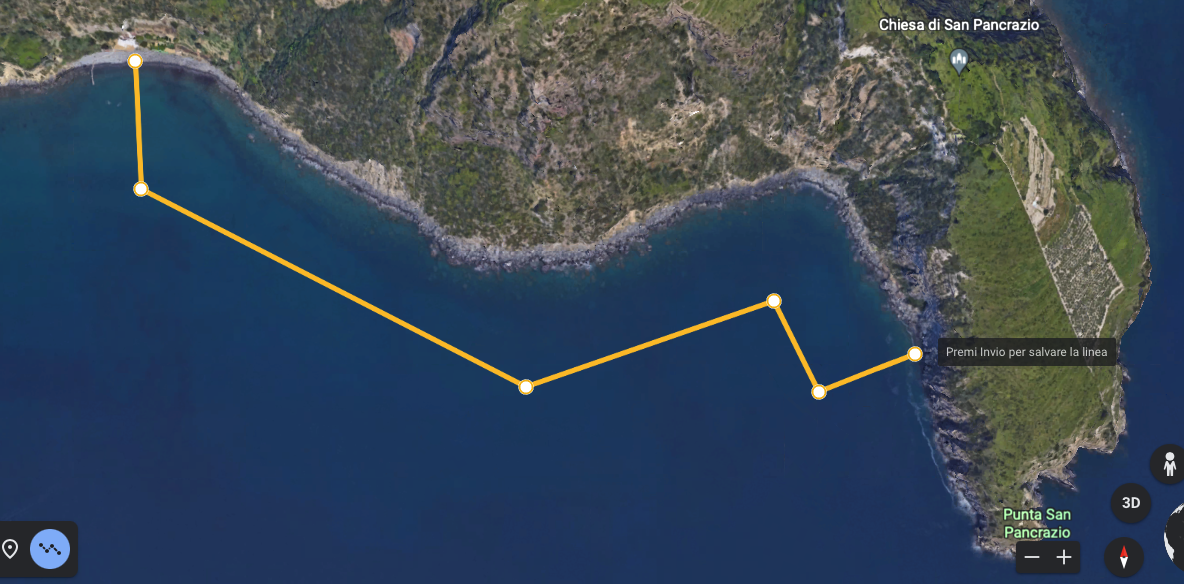 Chiesa di San Pancrazio
Premi Invio per salvare la linea
Punta San
Pancrazio
3D